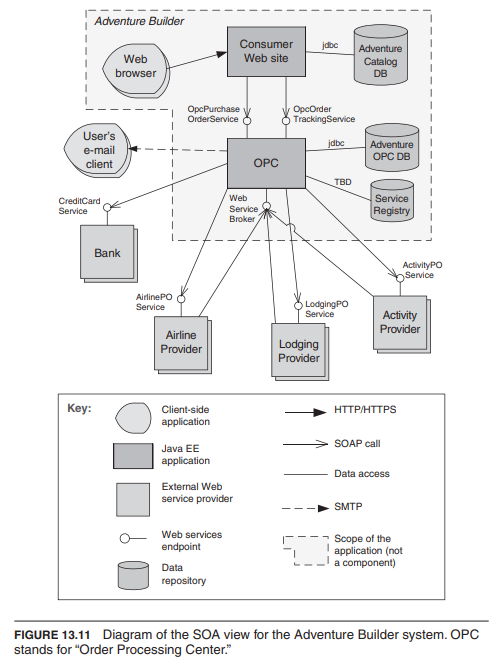 Adventure Builder
Web
browser
Consumer
Web site
jdbc
Adventure
Catalog
DB
OpcPurchase
OrderService
OpcOrder
TrackingService
User's
e-mail
client
OPC
jdbc
Adventure
OPC DB
TBD
Service
Registry
CreditCard
Service
Web
Service
Broker
Bank
ActivityPO
Service
AirlinePO
Service
LodgingPO
Service
Airline
Provider
Lodging
Provider
Activity
Provider
Key:
Client-side
application
HTTP/HTTPS
Java EE
application
SOAP call
External Web
service provider
Data access
SMTP
Web services
endpoint
Scope of the
application (not
a component)
Data
repository
FIGURE 13.11 Diagram of the SOA view for the Adventure Builder system. OPC
stands for “Order Processing Center.”